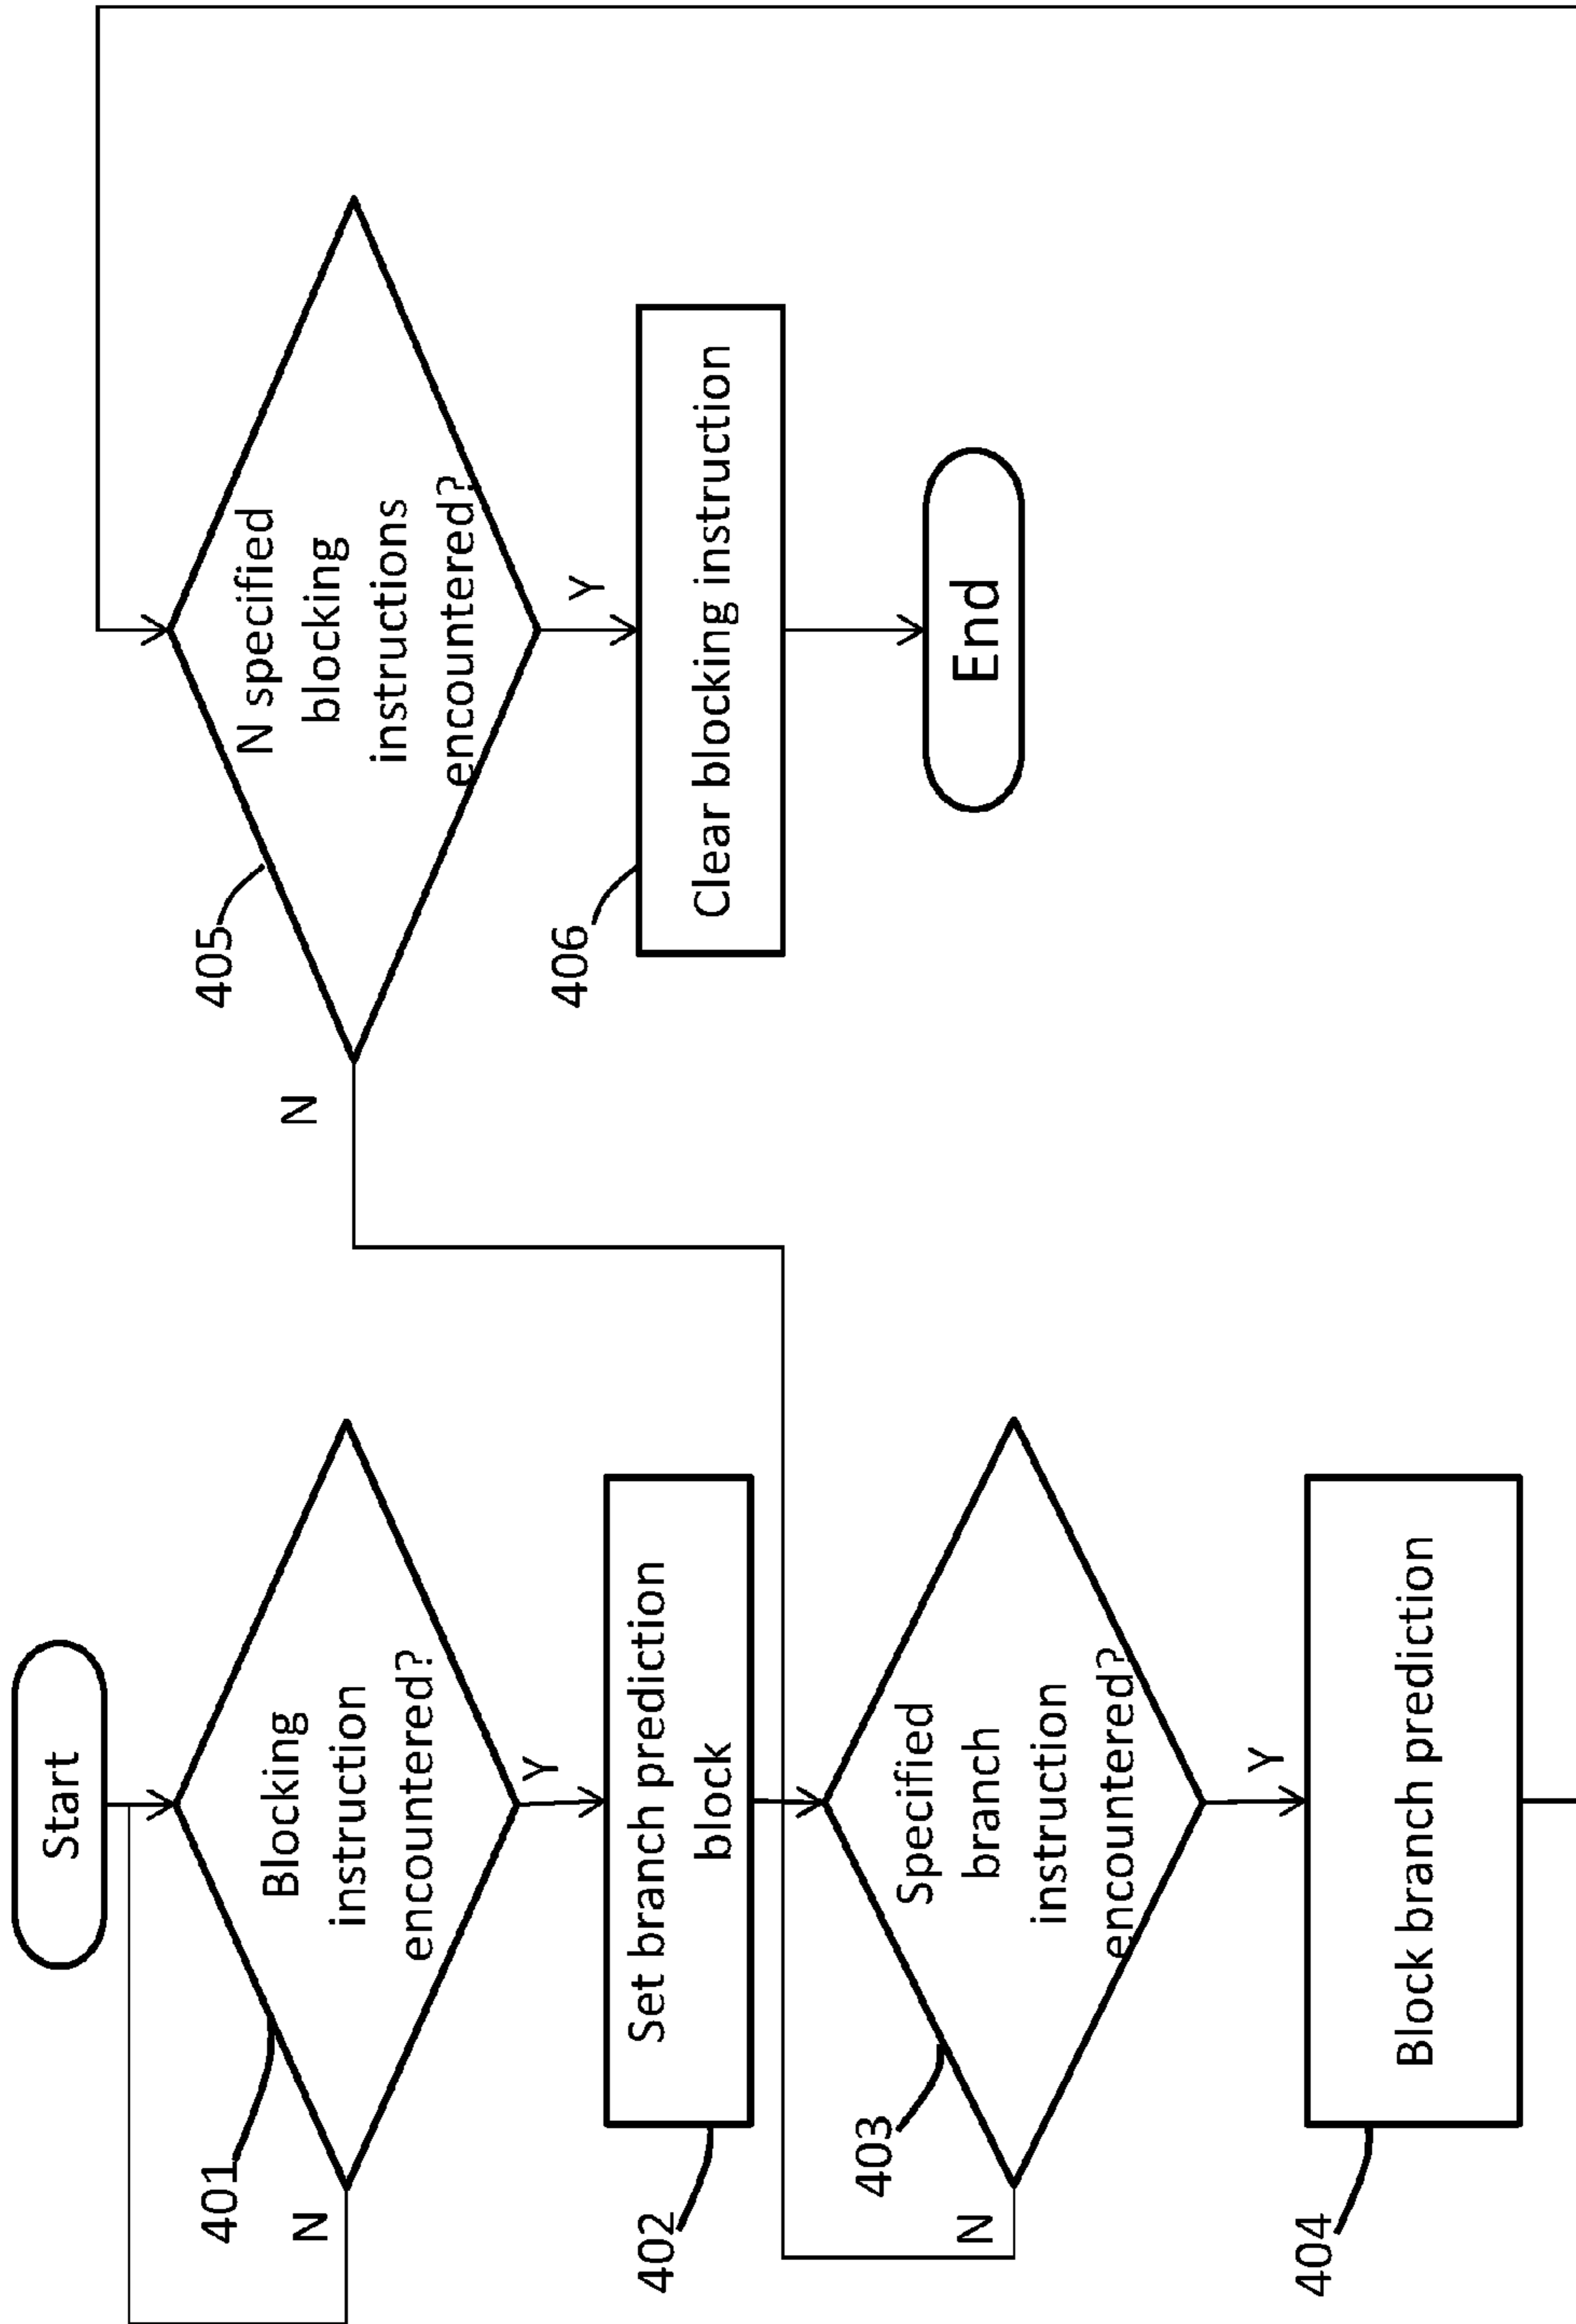 Start
401
Blocking
instruction
encountered?
N
Y
402
Set branch prediction
block
403
Specified
branch
instruction
encountered?
N
Y
404
Block branch prediction
405
N specified
blocking
instructions
encountered?
N
Y
406
Clear blocking instruction
End